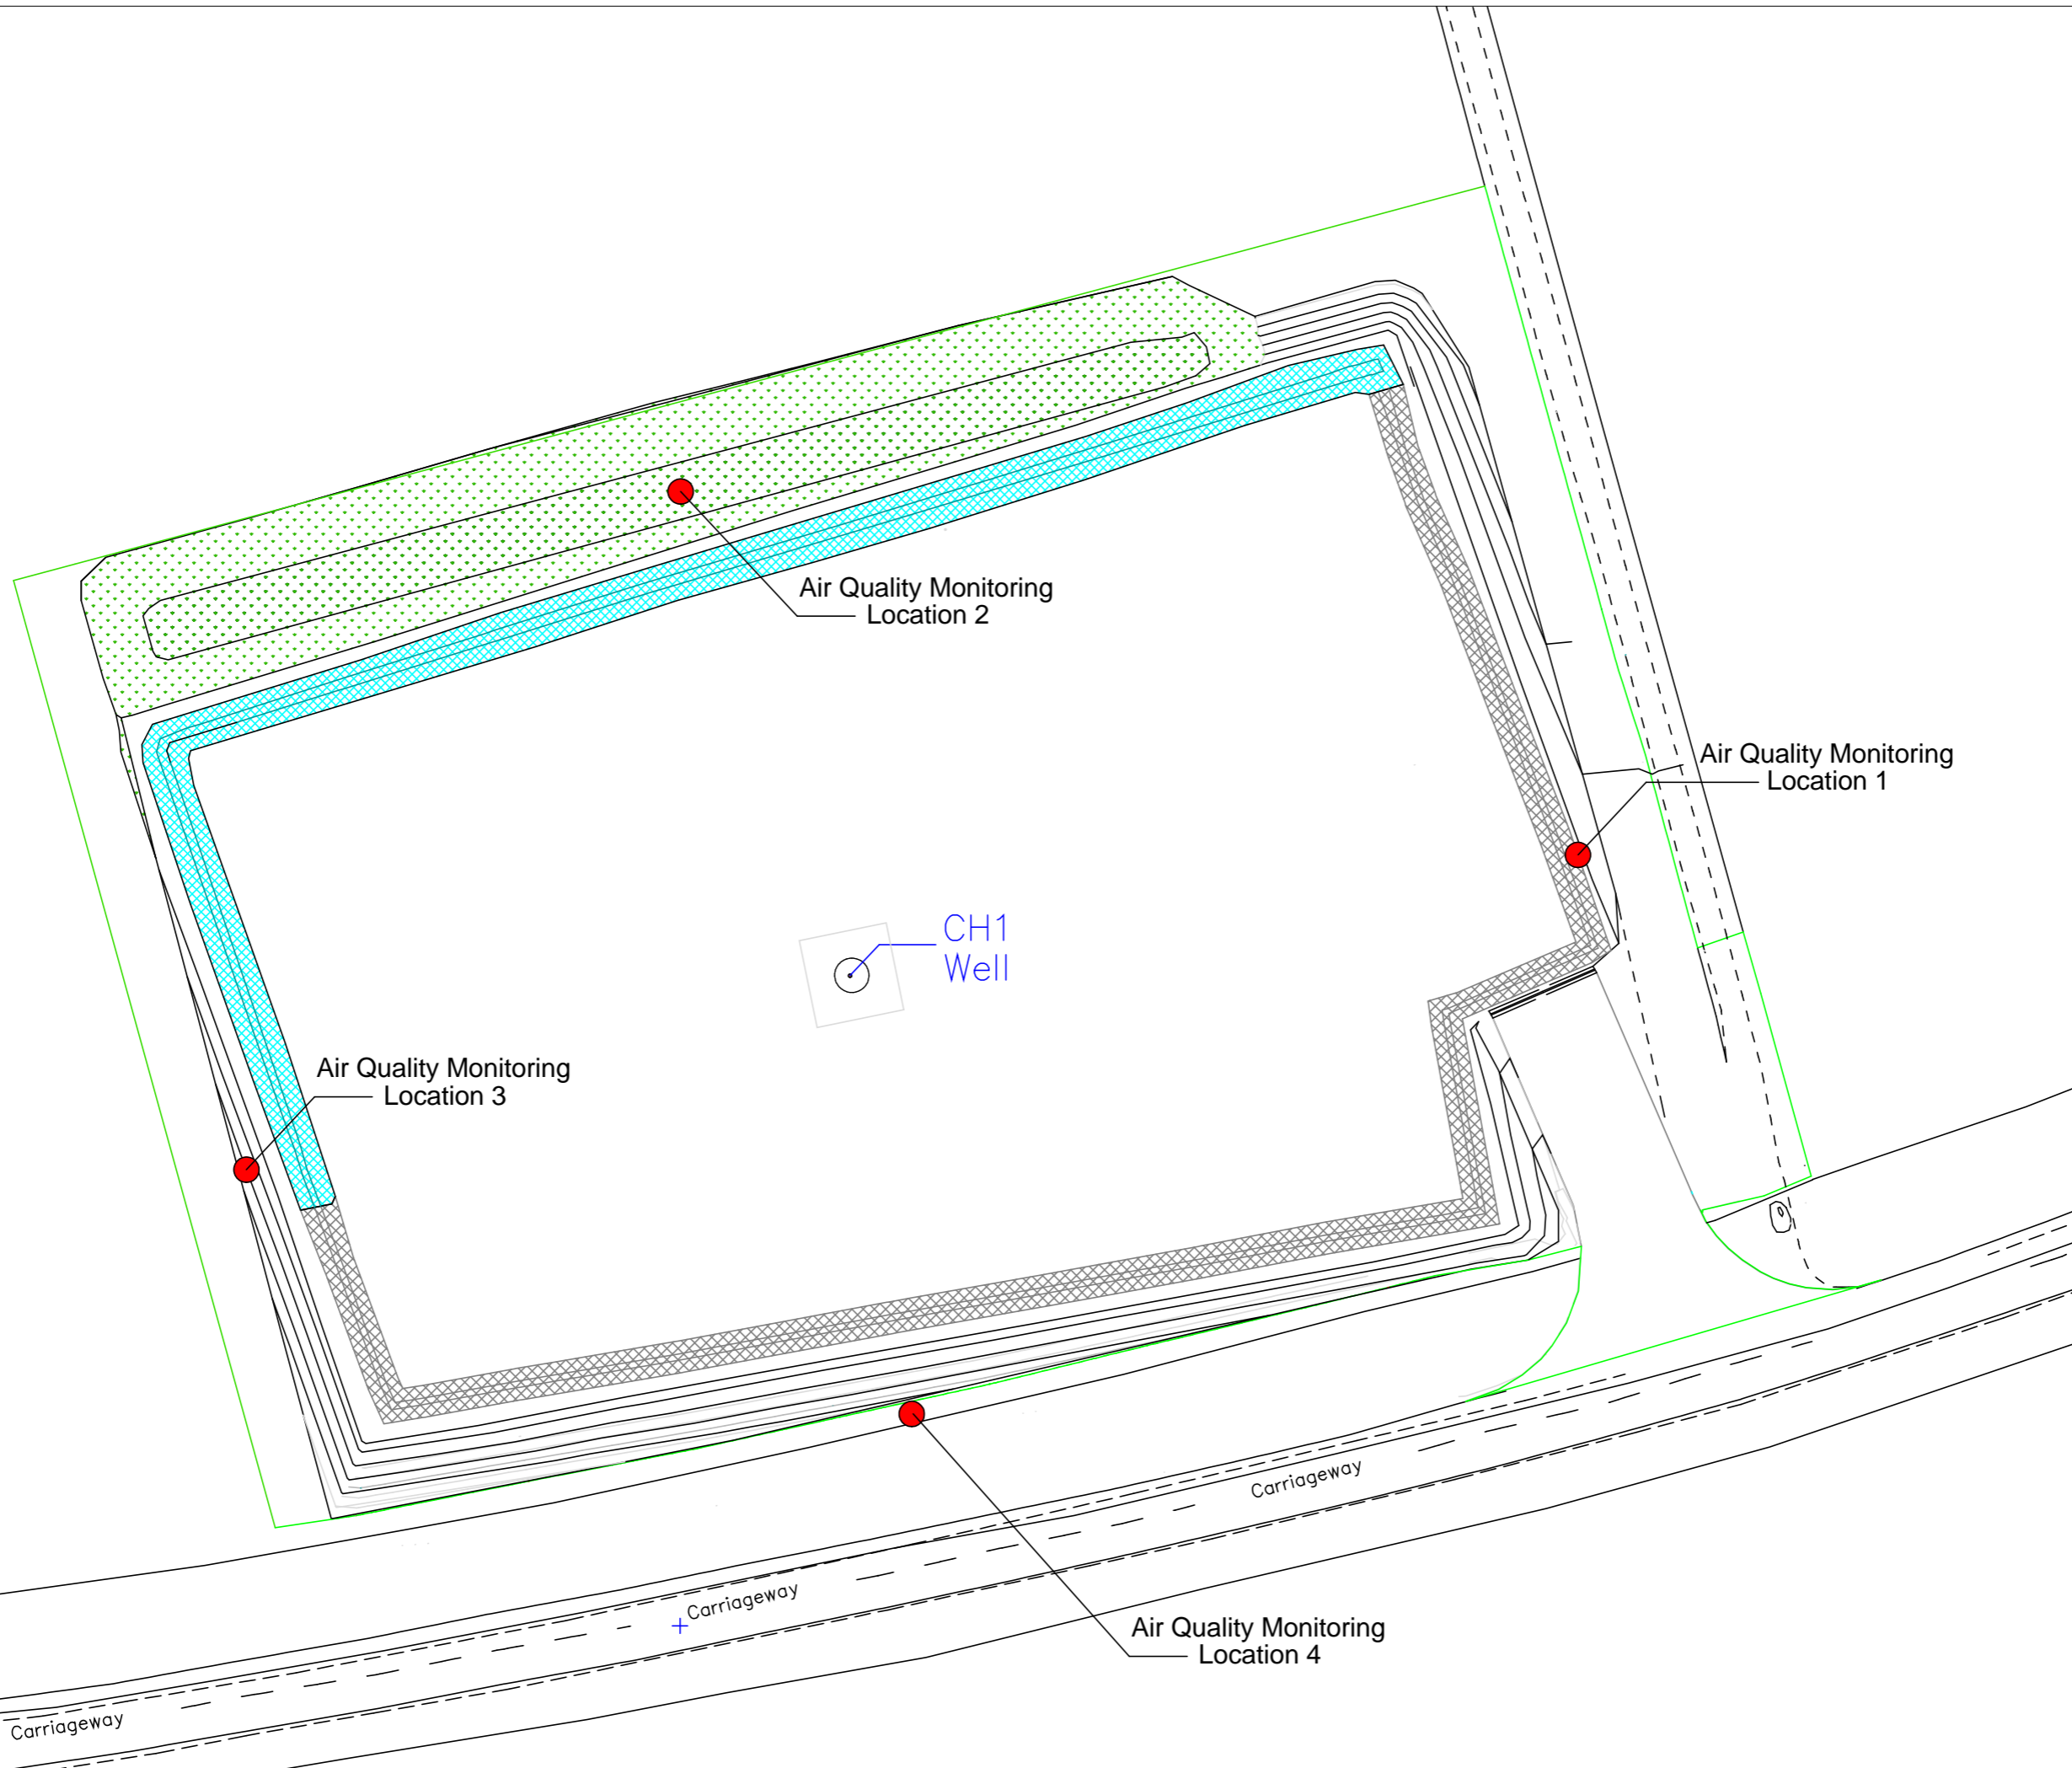 Air Quality Monitoring
Location 2
Air Quality Monitoring
Location 1
CH1
Well
Air Quality Monitoring
Location 3
Carriageway
Carriageway
Air Quality Monitoring
Location 4
Carriageway